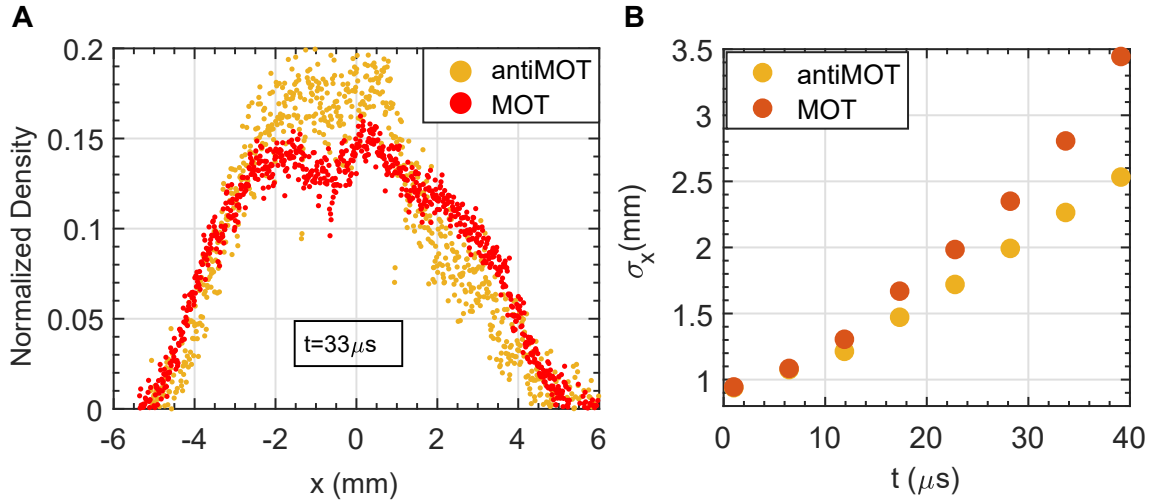 A
Normalized Density
0.2
0.15
0.1
0.05
0
-6
-4
-2
0
2
4
6
x (mm)
antiMOT
MOT
t=33μs
B
σx(mm)
3.5
3
2.5
2
1.5
1
0
10
20
30
40
t (μs)
antiMOT
MOT